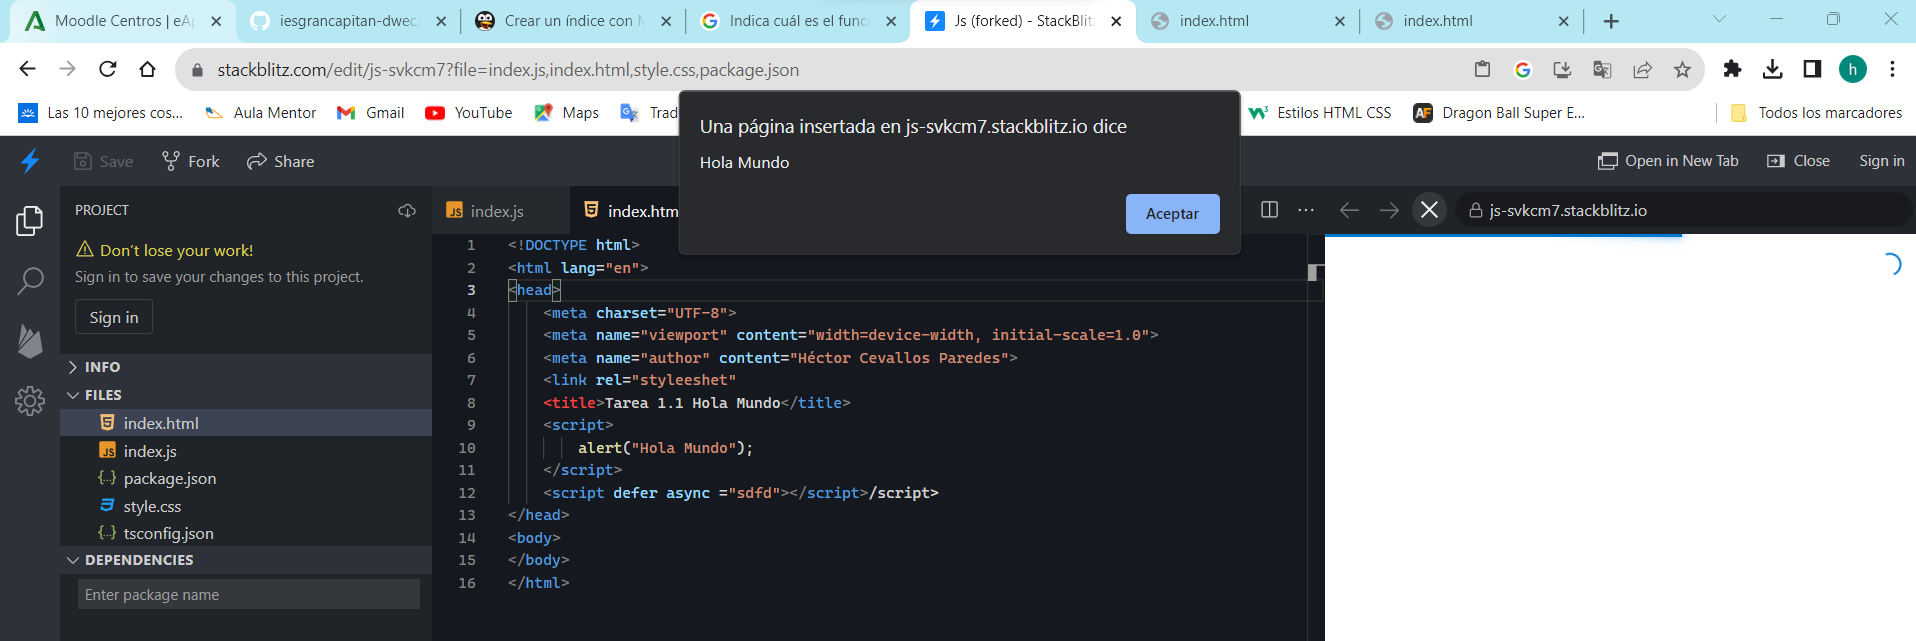 Moodle Centros | eA
iesgrancapitan-dwec
Crear un índice con M
Indica cuál es el funci
Js (forked) - StackBlitz
index.html
index.html
stackblitz.com/edit/js-svkcm7?file=index.js,index.html,style.css,package.json
h
Las 10 mejores cos...
Aula Mentor
Gmail
YouTube
Maps
Trad
Estilos HTML CSS
AF
Dragon Ball Super E...
Todos los marcadores
Una página insertada en js-svkcm7.stackblitz.io dice
Hola Mundo
Aceptar
Save
Fork
Share
Open in New Tab
Close
Sign in
PROJECT
Don't lose your work!
Sign in to save your changes to this project.
Sign in
INFO
FILES
index.html
JS index.js
package.json
style.css
tsconfig.json
DEPENDENCIES
Enter package name
JS index.js
index.htm
js-svkcm7.stackblitz.io
1 <!DOCTYPE html>
2 <html lang="en">
3 <head>
4 <meta charset="UTF-8">
5 <meta name="viewport" content="width=device-width, initial-scale=1.0">
6 <meta name="author" content="Héctor Cevallos Paredes">
7 <link rel="styleeshet"
8 <title>Tarea 1.1 Hola Mundo</title>
9 <script>
10 alert("Hola Mundo");
11 </script>
12 <script defer async ="sdfd"></script>/script>
13 </head>
14 <body>
15 </body>
16 </html>